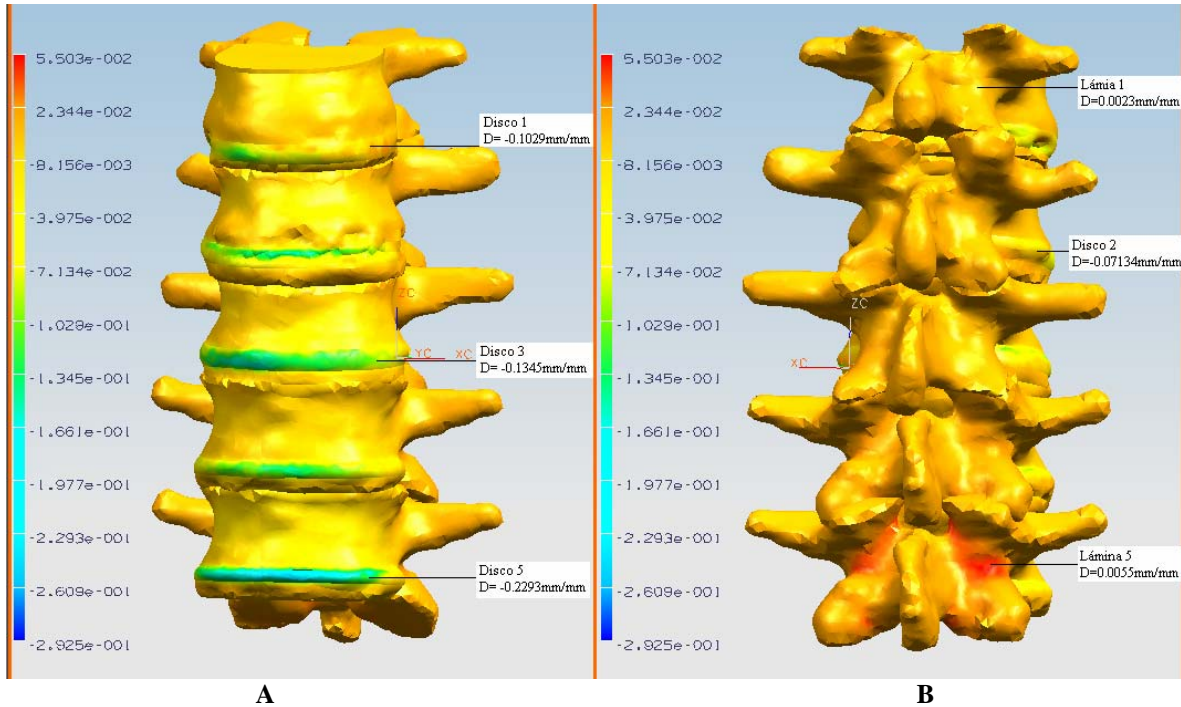 5.503e-002
2.344e-002
-8.156e-003
-3.975e-002
-7.134e-002
-1.029e-001
-1.345e-001
-1.661e-001
-1.977e-001
-2.293e-001
-2.609e-001
-2.925e-001
Disco 1
D= -0.1029mm/mm
ZC
YC XC
Disco 3
D= -0.1345mm/mm
Disco 5
D= -0.2293mm/mm
A
5.503e-002
2.344e-002
-8.156e-003
-3.975e-002
-7.134e-002
-1.029e-001
-1.345e-001
-1.661e-001
-1.977e-001
-2.293e-001
-2.609e-001
-2.925e-001
Lámia 1
D=0.0023mm/mm
Disco 2
D=-0.07134mm/mm
ZC
XC
Lámina 5
D=0.0055mm/mm
B